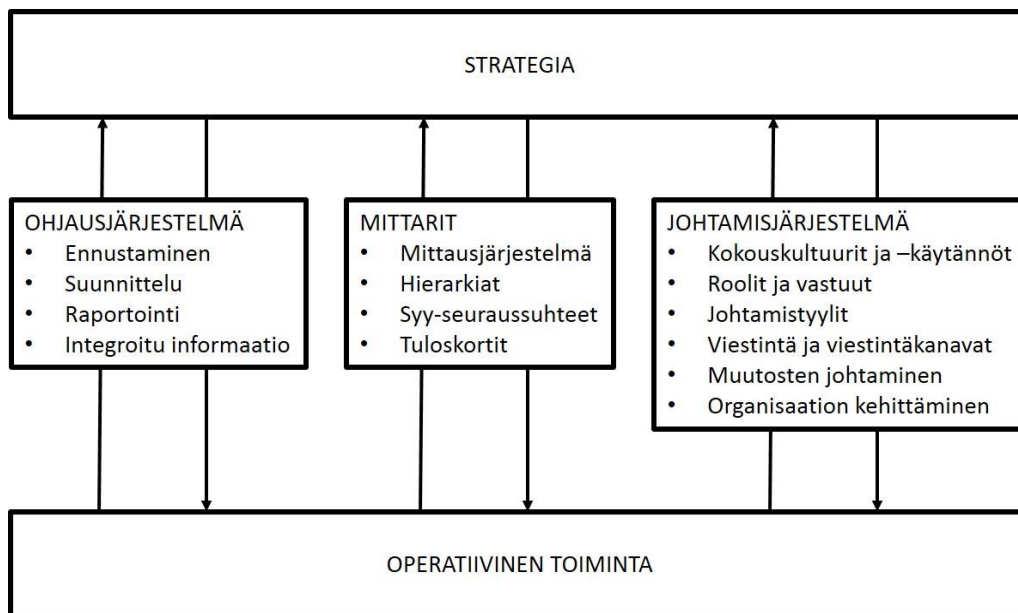 STRATEGIA
OHJAUSJÄRJESTELMÄ
• Ennustaminen
• Suunnittelu
• Raportointi
• Integroitu informaatio
MITTARIT
• Mittausjärjestelmä
• Hierarkiat
• Syy-seuraussuhteet
• Tuloskortit
JOHTAMISJÄRJESTELMÄ
• Kokouskultuurit ja –käytännöt
• Roolit ja vastuut
• Johtamistyylit
• Viestintä ja viestintäkanavat
• Muutosten johtaminen
• Organisaation kehittäminen
OPERATIIVINEN TOIMINTA